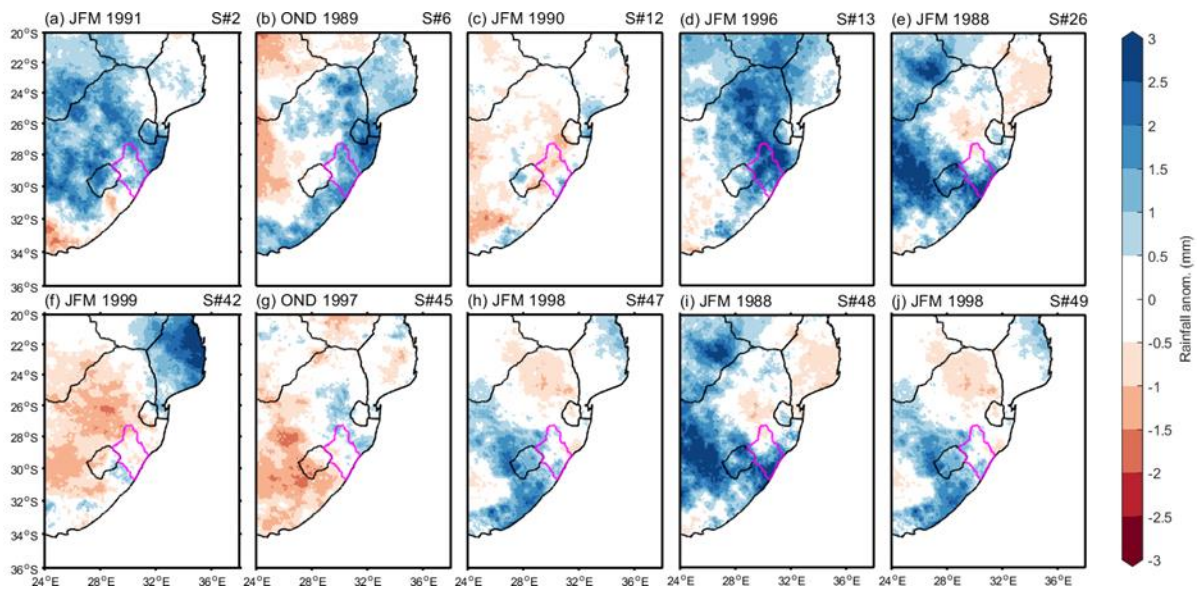 (a) JFM 1991 S#2 (b) OND 1989 S#6 (c) JFM 1990 S#12 (d) JFM 1996 S#13 (e) JFM 1988 S#26
20°S
22°S
24°S
26°S
28°S
30°S
32°S
34°S
36°S
(f) JFM 1999 S#42 (g) OND 1997 S#45 (h) JFM 1998 S#47 (i) JFM 1988 S#48 (j) JFM 1998 S#49
20°S
22°S
24°S
26°S
28°S
30°S
32°S
34°S
36°S
24°E 28°E 32°E 36°E 24°E 28°E 32°E 36°E 24°E 28°E 32°E 36°E 24°E 28°E 32°E 36°E 24°E 28°E 32°E 36°E
3
2.5
2
1.5
1
0.5
0
-0.5
-1
-1.5
-2
-2.5
-3
Rainfall anom. (mm)